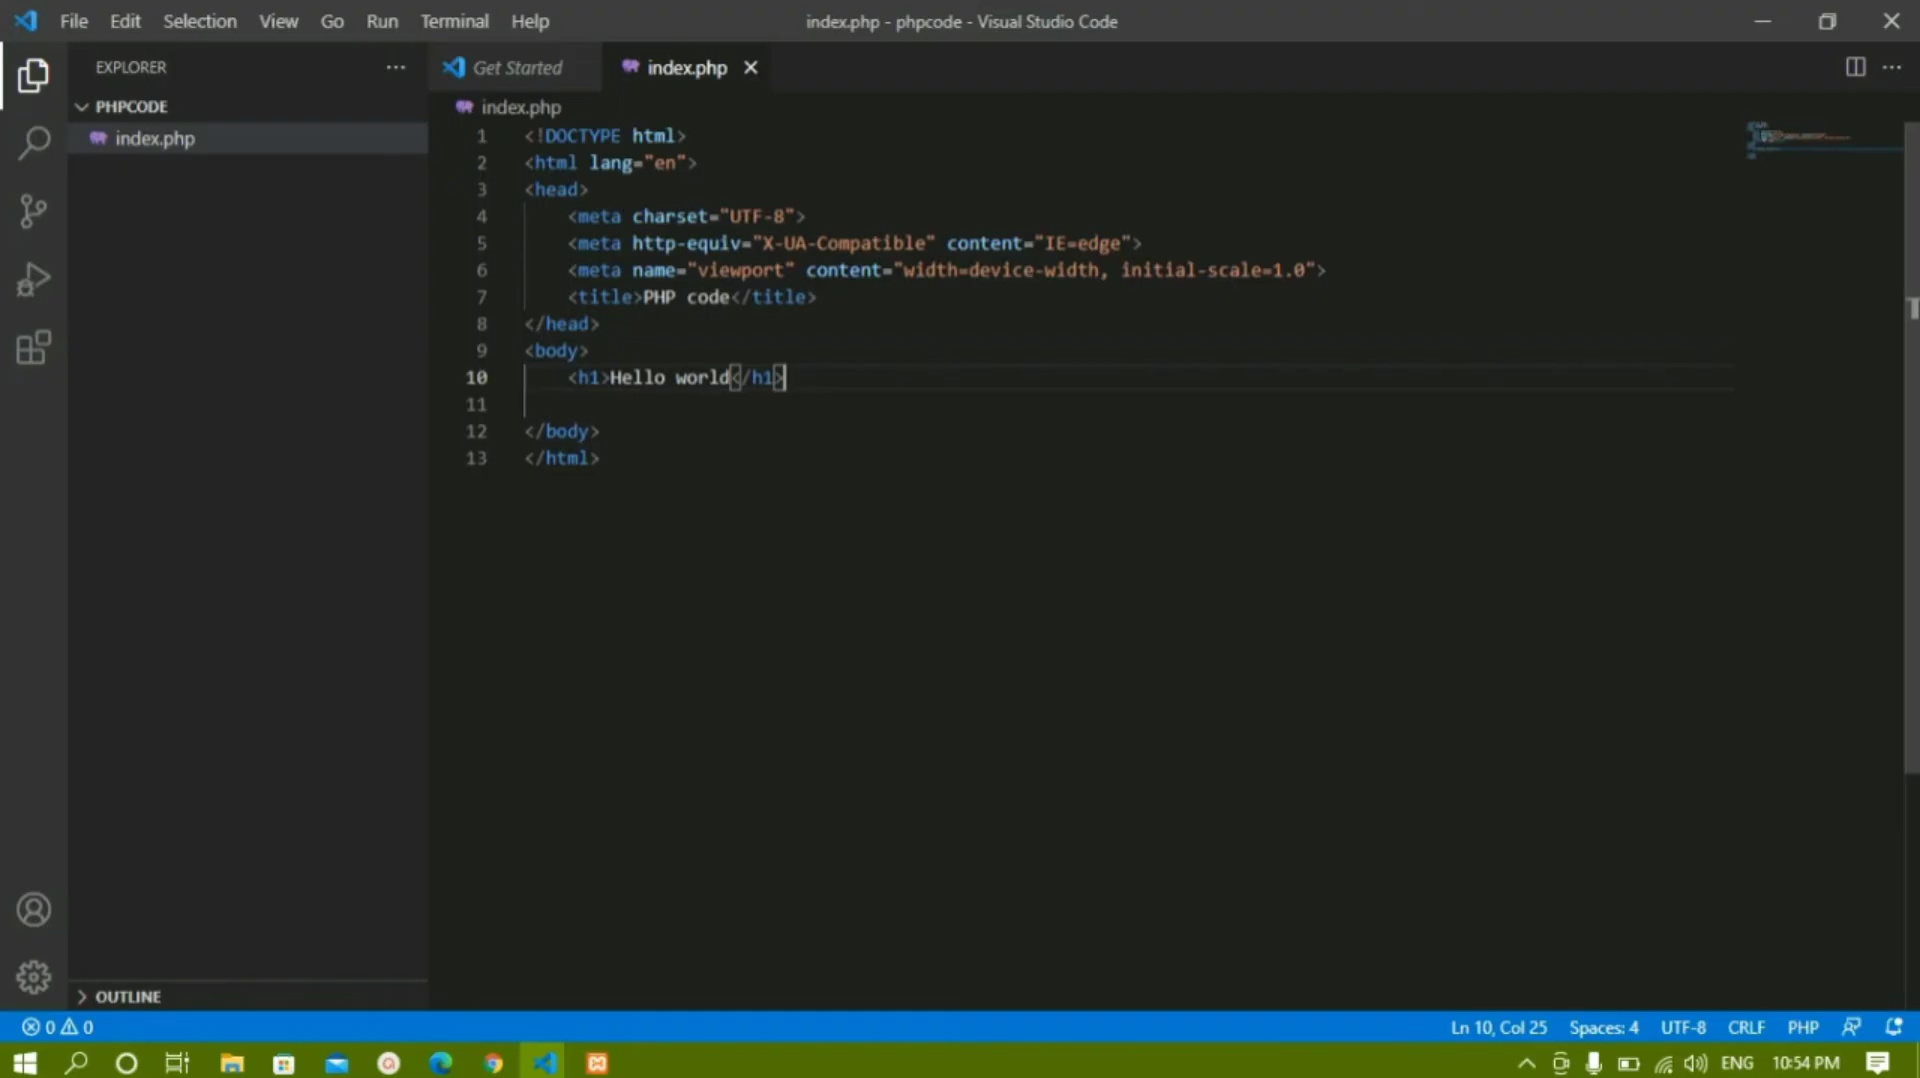 File Edit Selection View Go Run Terminal Help
index.php - phpcode - Visual Studio Code
EXPLORER
Get Started
index.php
PHPCODE
index.php
index.php
1 <!DOCTYPE html>
2 <html lang="en">
3 <head>
4 <meta charset="UTF-8">
5 <meta http-equiv="X-UA-Compatible" content="IE=edge">
6 <meta name="viewport" content="width=device-width, initial-scale=1.0">
7 <title>PHP code</title>
8 </head>
9 <body>
10 <h1>Hello world</h1>
11
12 </body>
13 </html>
OUTLINE
0 0
Ln 10, Col 25 Spaces: 4 UTF-8 CRLF PHP
ENG 10:54 PM